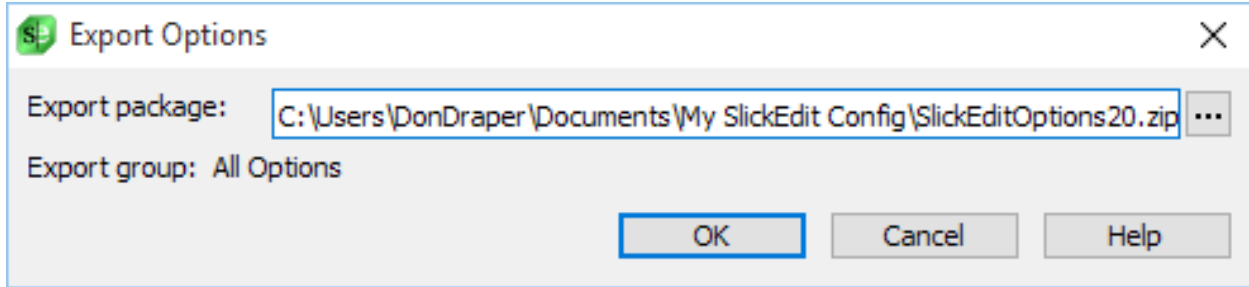 Export Options
Export package: C:\Users\DonDraper\Documents\My SlickEdit Config\SlickEditOptions20.zip ...
Export group: All Options
OK Cancel Help